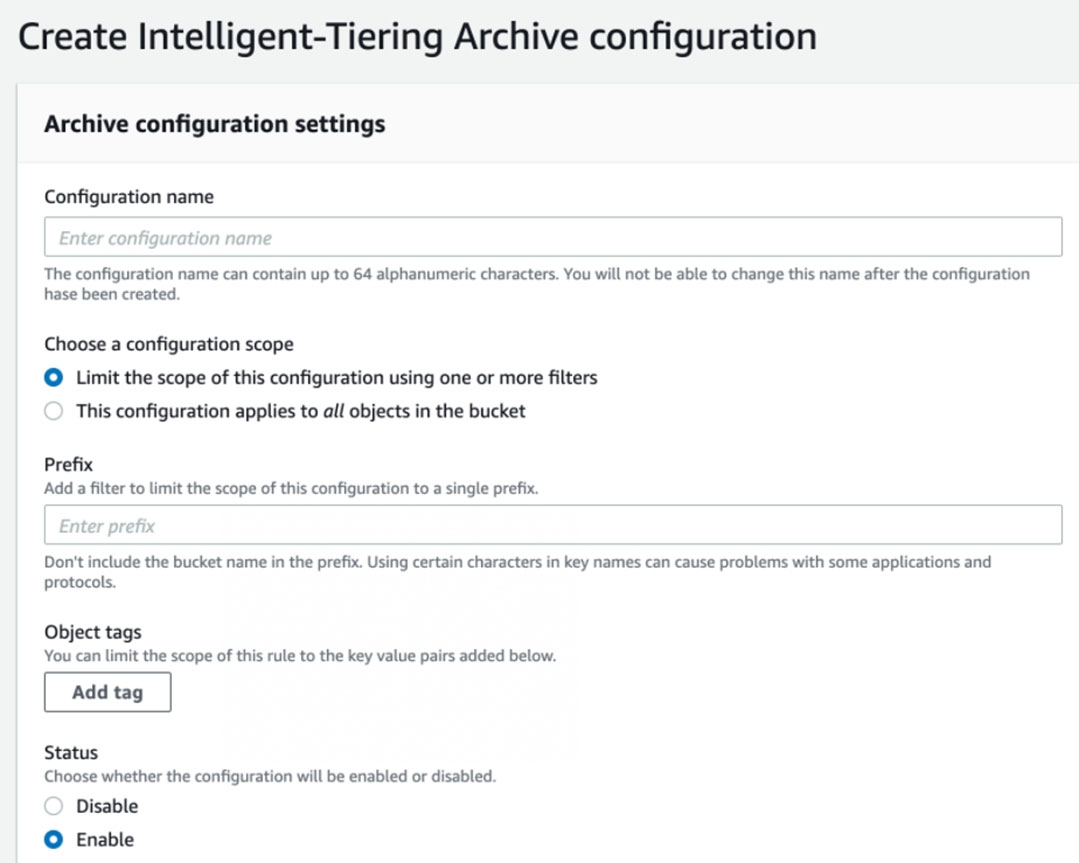 Create Intelligent-Tiering Archive configuration
Archive configuration settings
Configuration name
Enter configuration name
The configuration name can contain up to 64 alphanumeric characters. You will not be able to change this name after the configuration
hase been created.
Choose a configuration scope
Limit the scope of this configuration using one or more filters
This configuration applies to all objects in the bucket
Prefix
Add a filter to limit the scope of this configuration to a single prefix.
Enter prefix
Don't include the bucket name in the prefix. Using certain characters in key names can cause problems with some applications and
protocols.
Object tags
You can limit the scope of this rule to the key value pairs added below.
Add tag
Status
Choose whether the configuration will be enabled or disabled.
Disable
Enable